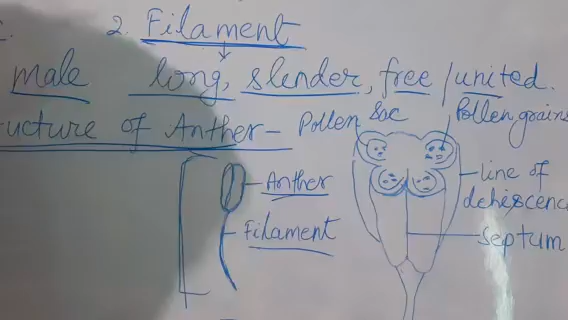 2. Filament
male long, slender, free / united.
ucture of Anther - Pollen Sac
Pollen grains
Anther
Filament
line of
dehiscenc
Septum